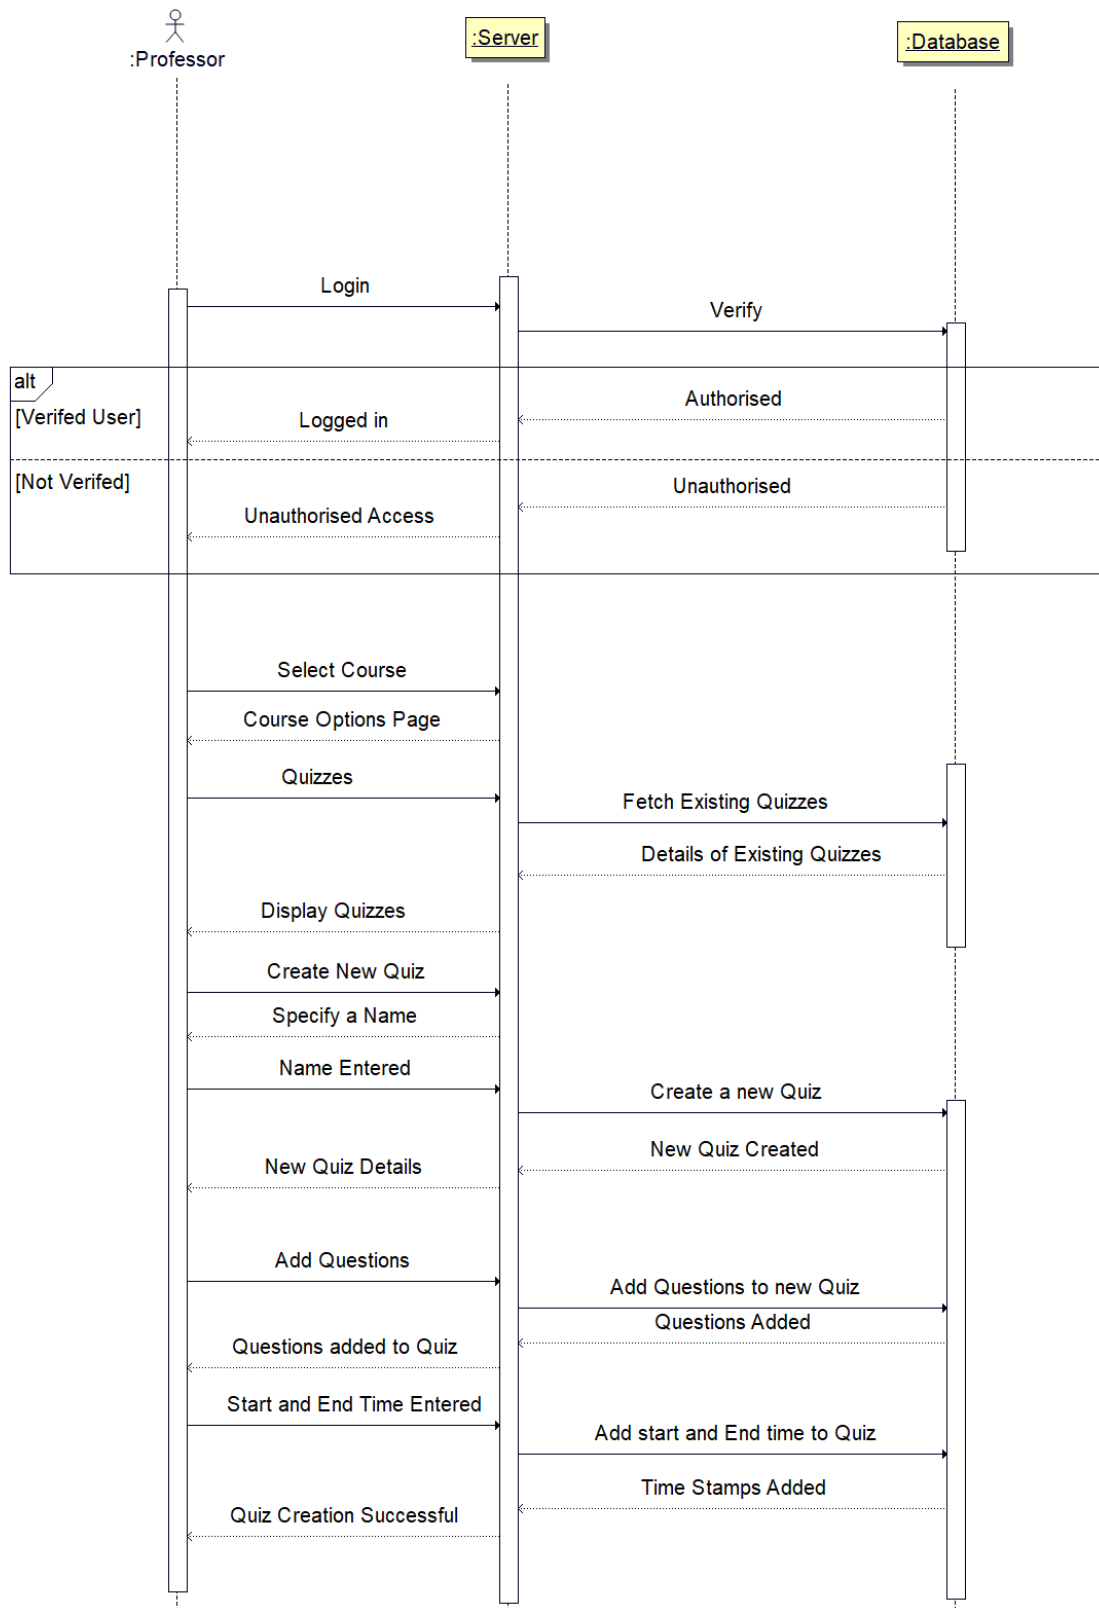 :Professor
:Server
:Database
Login
Verify
alt
[Verifed User]
Authorised
Logged in
[Not Verifed]
Unauthorised
Unauthorised Access
Select Course
Course Options Page
Quizzes
Fetch Existing Quizzes
Details of Existing Quizzes
Display Quizzes
Create New Quiz
Specify a Name
Name Entered
Create a new Quiz
New Quiz Created
New Quiz Details
Add Questions
Add Questions to new Quiz
Questions Added
Questions added to Quiz
Start and End Time Entered
Add start and End time to Quiz
Time Stamps Added
Quiz Creation Successful